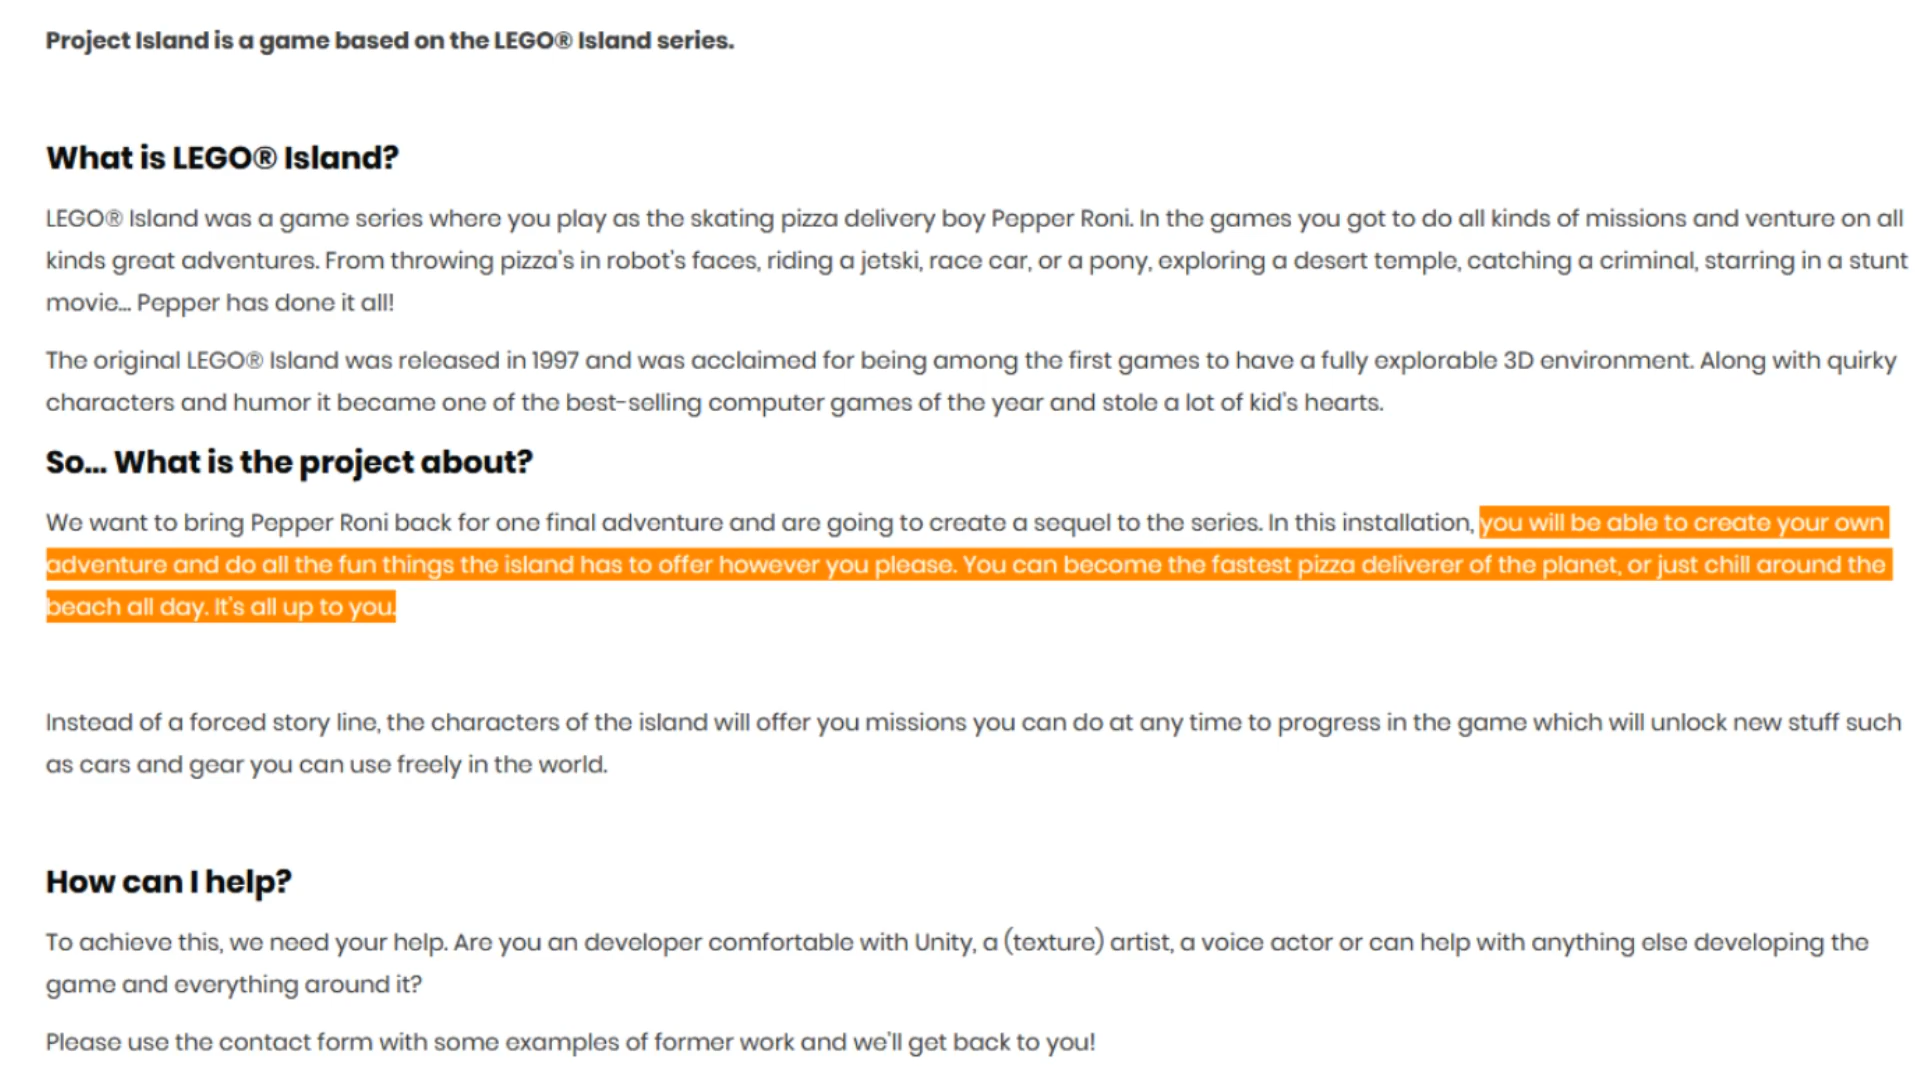 Project Island is a game based on the LEGO® Island series.
What is LEGO® Island?
LEGO® Island was a game series where you play as the skating pizza delivery boy Pepper Roni. In the games you got to do all kinds of missions and venture on all
kinds great adventures. From throwing pizza's in robot's faces, riding a jetski, race car, or a pony, exploring a desert temple, catching a criminal, starring in a stunt
movie... Pepper has done it all!
The original LEGO® Island was released in 1997 and was acclaimed for being among the first games to have a fully explorable 3D environment. Along with quirky
characters and humor it became one of the best-selling computer games of the year and stole a lot of kid's hearts.
So... What is the project about?
We want to bring Pepper Roni back for one final adventure and are going to create a sequel to the series. In this installation, you will be able to create your own
adventure and do all the fun things the island has to offer however you please. You can become the fastest pizza deliverer of the planet, or just chill around the
beach all day. It's all up to you.
Instead of a forced story line, the characters of the island will offer you missions you can do at any time to progress in the game which will unlock new stuff such
as cars and gear you can use freely in the world.
How can I help?
To achieve this, we need your help. Are you an developer comfortable with Unity, a (texture) artist, a voice actor or can help with anything else developing the
game and everything around it?
Please use the contact form with some examples of former work and we'll get back to you!